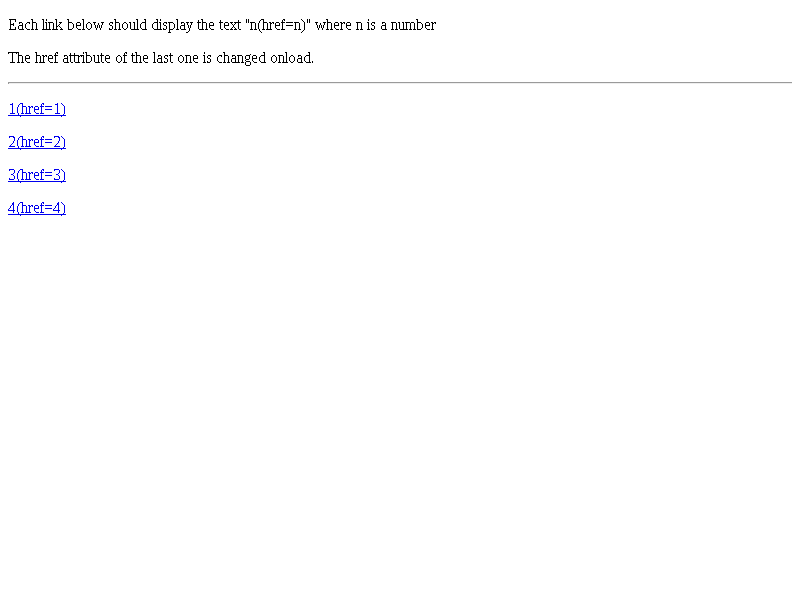 Each link below should display the text "n(href=n)" where n is a number
The href attribute of the last one is changed onload.
1(href=1)
2(href=2)
3(href=3)
4(href=4)